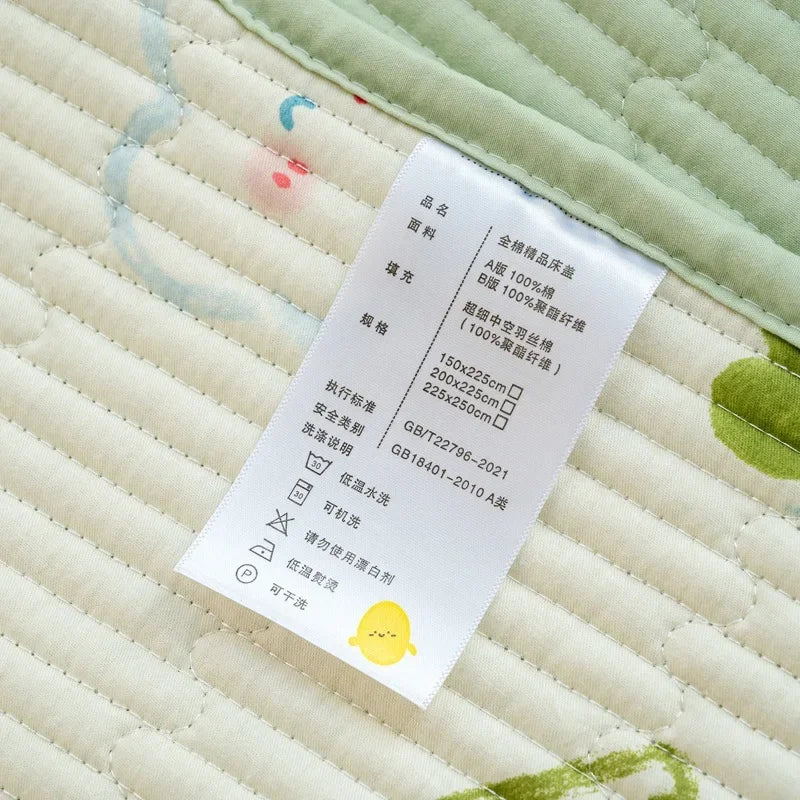 品名 全棉精品床盖
面料 A版 100%棉
B版 100%聚酯纤维
填充 超细中空羽丝棉
(100%聚酯纤维)
规格 150x225cm□
200x225cm□
225x250cm□
执行标准 GB/T22796-2021
安全类别 GB18401-2010 A类
洗涤说明
30 低温水洗
30 可机洗
请勿使用漂白剂
低温熨烫
P 可干洗